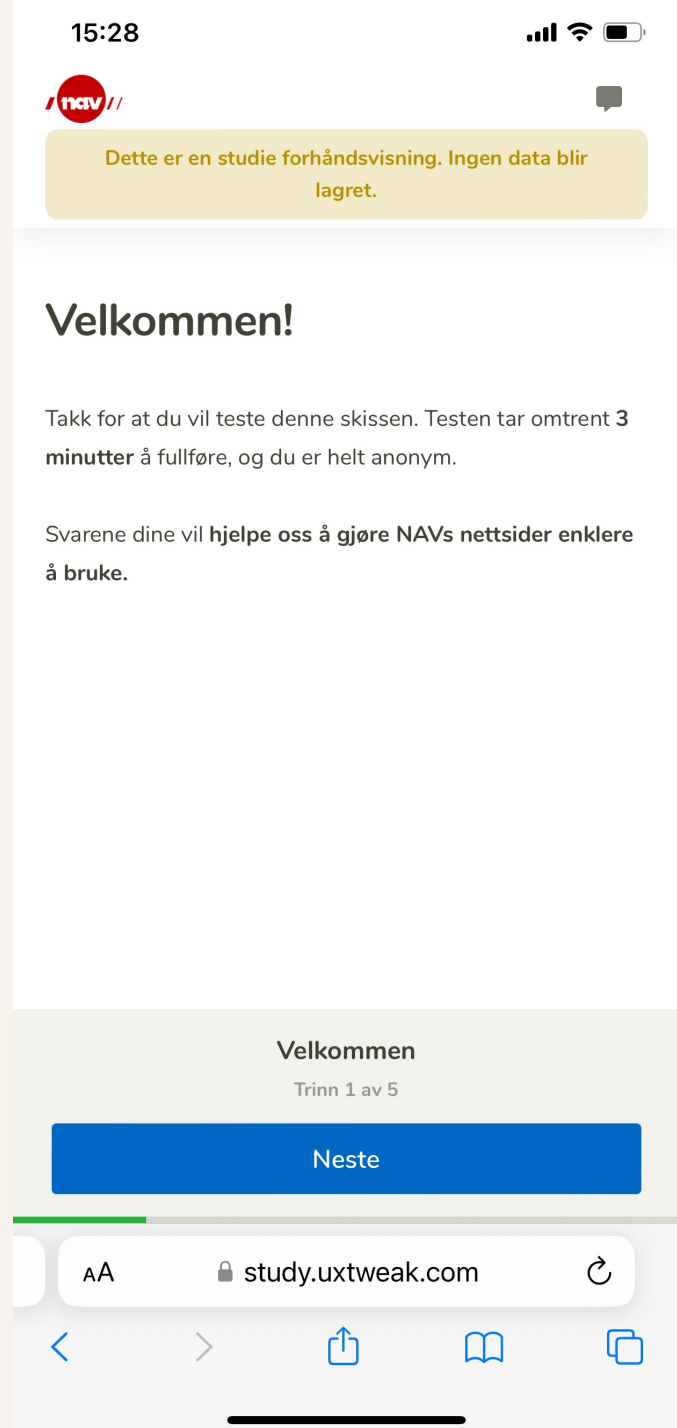 15:28
nav
Dette er en studie forhåndsvisning. Ingen data blir
lagret.
Velkommen!
Takk for at du vil teste denne skissen. Testen tar omtrent 3
minutter å fullføre, og du er helt anonym.
Svarene dine vil hjelpe oss å gjøre NAVs nettsider enklere
å bruke.
Velkommen
Trinn 1 av 5
Neste
AA
study.uxtweak.com